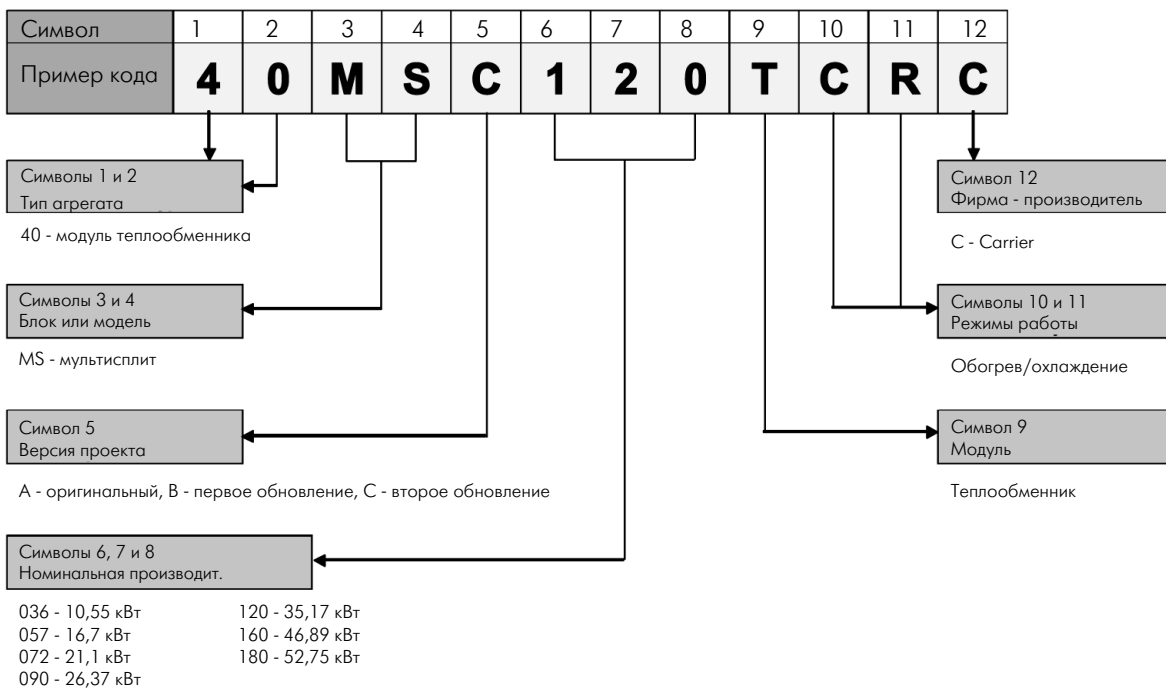 Символ 1 2 3 4 5 6 7 8 9 10 11 12
Пример кода 4 0 M S C 1 2 0 T C R C
Символы 1 и 2
Тип агрегата
40 - модуль теплообменника
Символ 12
Фирма - производитель
C - Carrier
Символы 3 и 4
Блок или модель
MS - мультисплит
Символы 10 и 11
Режимы работы
Обогрев/охлаждение
Символ 5
Версия проекта
А - оригинальный, В - первое обновление, С - второе обновление
Символ 9
Модуль
Теплообменник
Символы 6, 7 и 8
Номинальная производит.
036 - 10,55 кВт 120 - 35,17 кВт
057 - 16,7 кВт 160 - 46,89 кВт
072 - 21,1 кВт 180 - 52,75 кВт
090 - 26,37 кВт